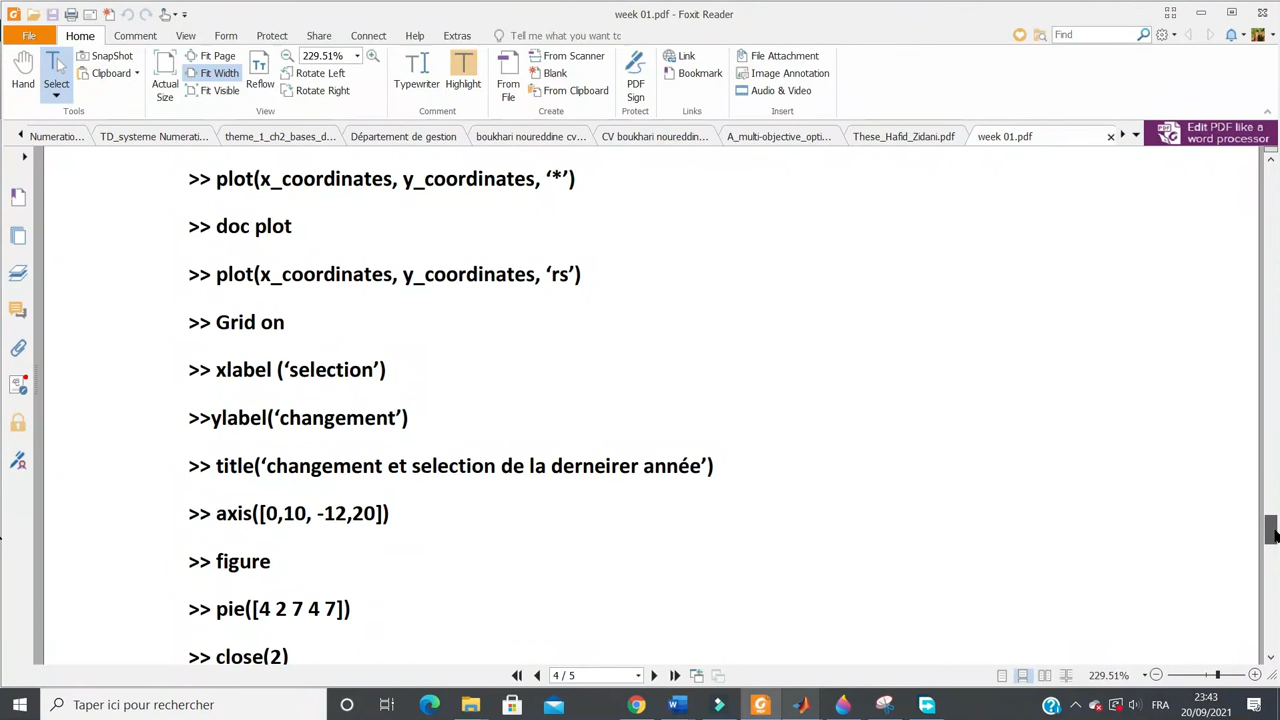 week 01.pdf - Foxit Reader
File Home Comment View Form Protect Share Connect Help Extras Tell me what you want to Find
Hand
Select
SnapShot
Clipboard
Tools
Actual Size
Fit Page
Fit Width
Fit Visible
Reflow
229.51%
Rotate Left
Rotate Right
View
Typewriter
Highlight
Comment
From File
From Scanner
Blank
From Clipboard
Create
PDF Sign
Protect
Link
Bookmark
Links
File Attachment
Image Annotation
Audio & Video
Insert
Numeratio... TD_systeme Numerati... theme_1_ch2_bases_d... Département de gestion boukhari noureddine cv... CV boukhari noureddin... A_multi-objective_opti... These_Hafid_Zidani.pdf week 01.pdf
Edit PDF like a
word processor
>> plot(x_coordinates, y_coordinates, ‘*’)
>> doc plot
>> plot(x_coordinates, y_coordinates, ‘rs’)
>> Grid on
>> xlabel (‘selection’)
>>ylabel(‘changement’)
>> title(‘changement et selection de la derneirer année’)
>> axis([0,10, -12,20])
>> figure
>> pie([4 2 7 4 7])
>> close(2)
4 / 5
229.51%
Taper ici pour rechercher
FR
23:43
20/09/2021